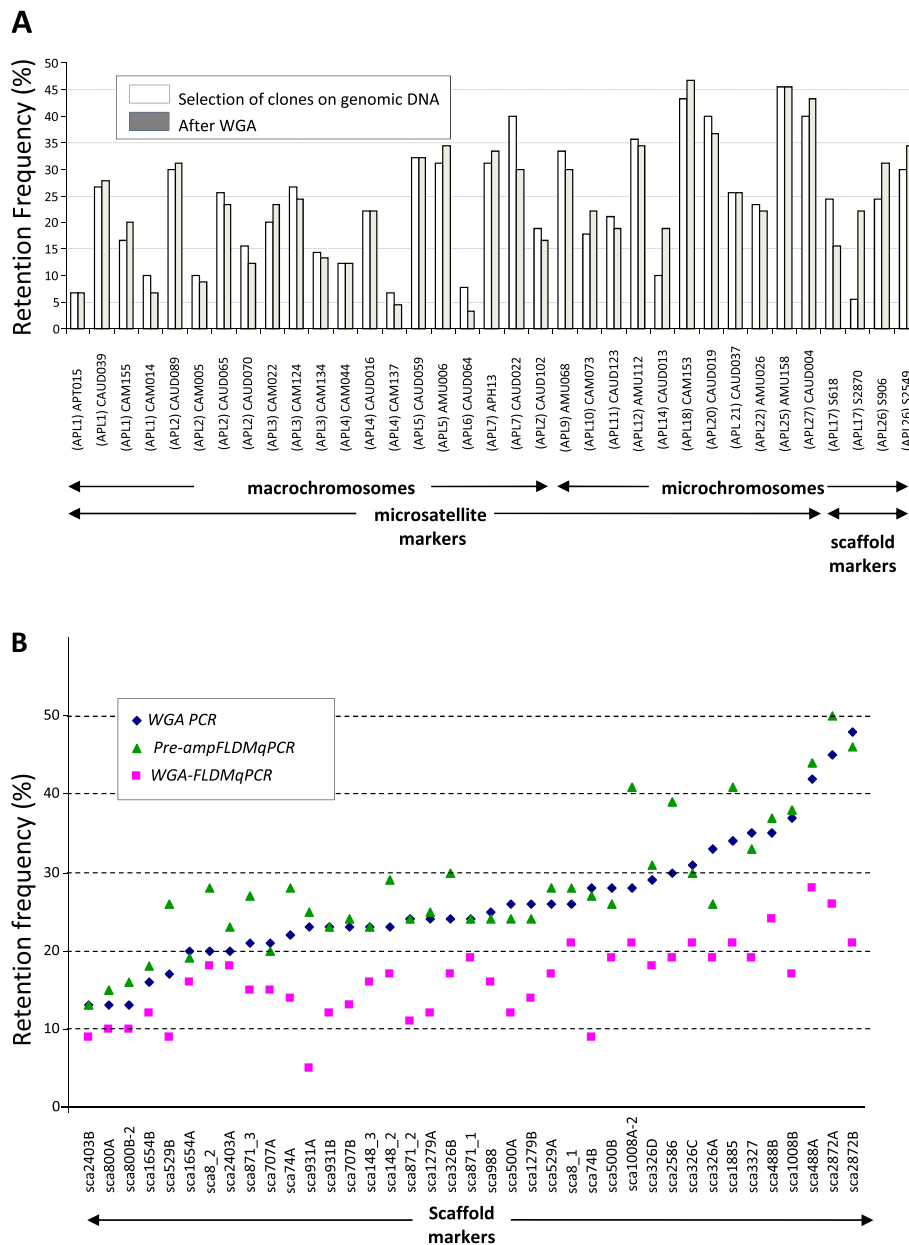 A
Retention Frequency (%)
50
45
40
35
30
25
20
15
10
5
0
Selection of clones on genomic DNA
After WGA
(APL1) APT015
(APL1) CAUD039
(APL1) CAM155
(APL1) CAM014
(APL2) CAUD089
(APL2) CAM005
(APL2) CAUD065
(APL2) CAUD070
(APL3) CAM022
(APL3) CAM124
(APL3) CAM134
(APL4) CAM044
(APL4) CAUD016
(APL4) CAM137
(APL5) CAUD059
(APL5) AMU006
(APL6) CAUD064
(APL7) APH13
(APL7) CAUD022
(APLZ) CAUD102
(APL9) AMU068
(APL10) CAM073
(APL11) CAUD123
(APL12) AMU112
(APL14) CAUD013
(APL18) CAM153
(APL20) CAUD019
(APL 21) CAUD037
(APL22) AMU026
(APL25) AMU158
(APL27) CAUD004
(APL17) S618
(APL17) S2870
(APL26) S906
(APL26) S2549
macrochromosomes
microchromosomes
microsatellite
markers
scaffold
markers
B
Retention frequency (%)
50
40
30
20
10
0
WGA PCR
Pre-ampFLDMqPCR
WGA-FLDMqPCR
sca2403B
sca800A
sca800B-2
sca1654B
sca529B
sca1654A
sca8_2
sca2403A
sca871_3
sca707A
sca74A
sca931A
sca931B
sca707B
sca148_3
sca148_2
sca871_2
sca1279A
sca326B
sca871_1
sca988
sca500A
sca1279B
sca529A
sca8_1
sca74B
sca500B
sca1008A-2
sca326D
sca2586
sca326C
sca326A
sca1885
sca3327
sca488B
sca1008B
sca488A
sca2872A
sca2872B
Scaffold
markers